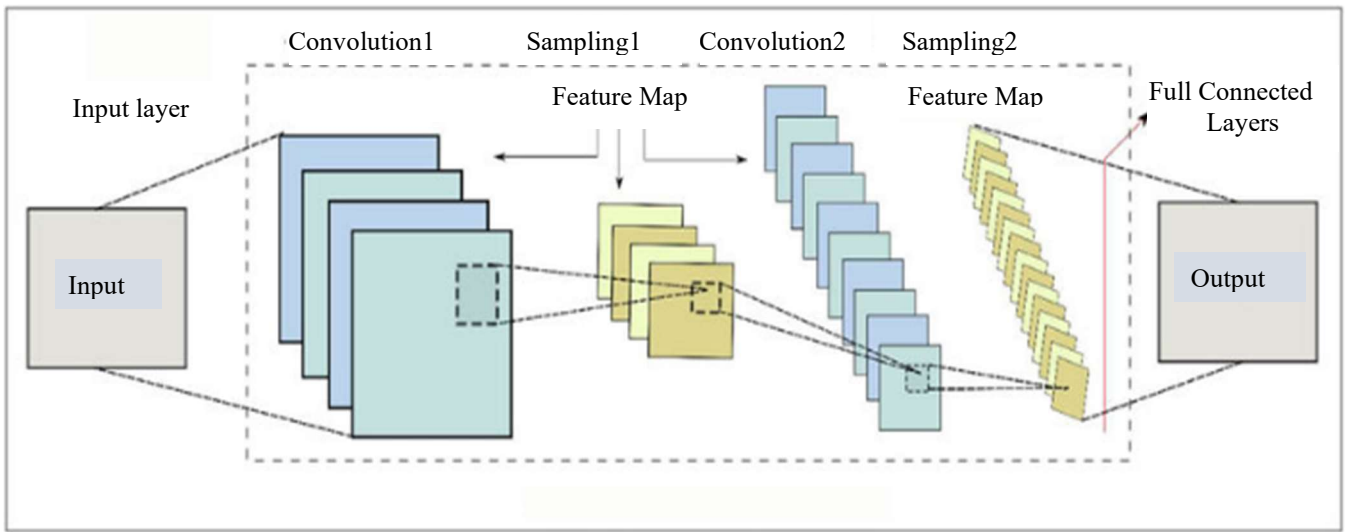 Convolution1
Sampling1
Convolution2
Sampling2
Input layer
Feature Map
Feature Map
Full Connected
Layers
Input
Output